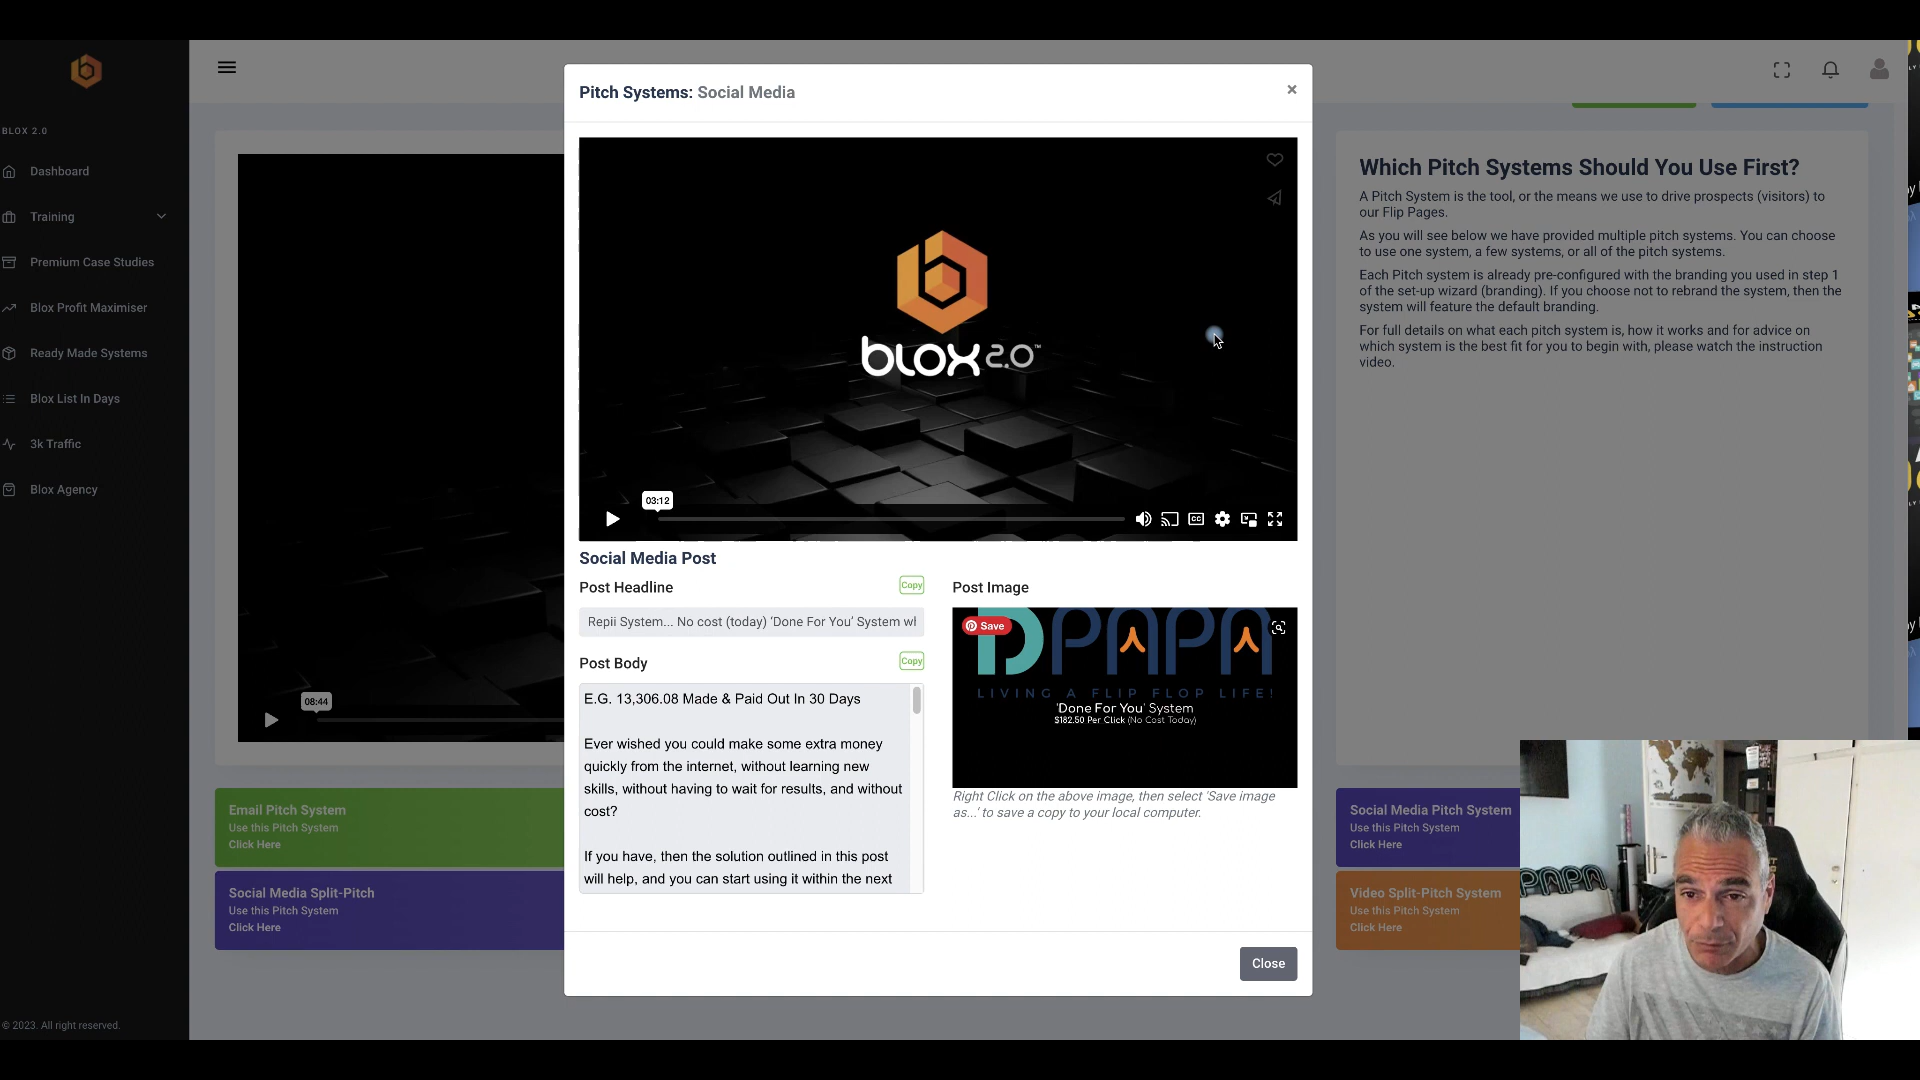 BLOX 2.0
Dashboard
Training
Premium Case Studies
Blox Profit Maximiser
Ready Made Systems
Blox List In Days
3k Traffic
Blox Agency
© 2023. All right reserved.
08:44
Email Pitch System
Use this Pitch System
Click Here
Social Media Split-Pitch
Use this Pitch System
Click Here
Pitch Systems: Social Media
×
blox 2.0™
03:12
CC
Social Media Post
Post Headline
Copy
Repii System... No cost (today) 'Done For You' System wl
Post Body
Copy
E.G. 13,306.08 Made & Paid Out In 30 Days
Ever wished you could make some extra money
quickly from the internet, without learning new
skills, without having to wait for results, and without
cost?
If you have, then the solution outlined in this post
will help, and you can start using it within the next
Post Image
Save
DPAPA
LIVING A FLIP FLOP LIFE!
'Done For You' System
$182.50 Per Click (No Cost Today)
Right Click on the above image, then select 'Save image
as...' to save a copy to your local computer.
Close
Which Pitch Systems Should You Use First?
A Pitch System is the tool, or the means we use to drive prospects (visitors) to
our Flip Pages.
As you will see below we have provided multiple pitch systems. You can choose
to use one system, a few systems, or all of the pitch systems.
Each Pitch system is already pre-configured with the branding you used in step 1
of the set-up wizard (branding). If you choose not to rebrand the system, then the
system will feature the default branding.
For full details on what each pitch system is, how it works and for advice on
which system is the best fit for you to begin with, please watch the instruction
video.
Social Media Pitch System
Use this Pitch System
Click Here
Video Split-Pitch System
Use this Pitch System
Click Here
PAPA